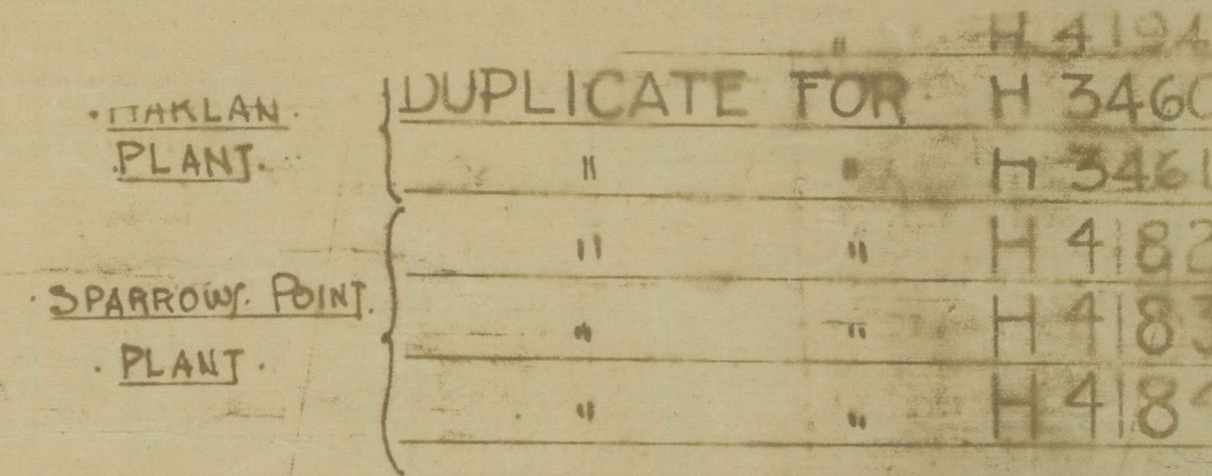 " H 4194
HARLAN PLANT. DUPLICATE FOR H 3460
" " H 3461
SPARROWS. POINT. PLANT. " " H 4182
" " H 4183
" " H 4184